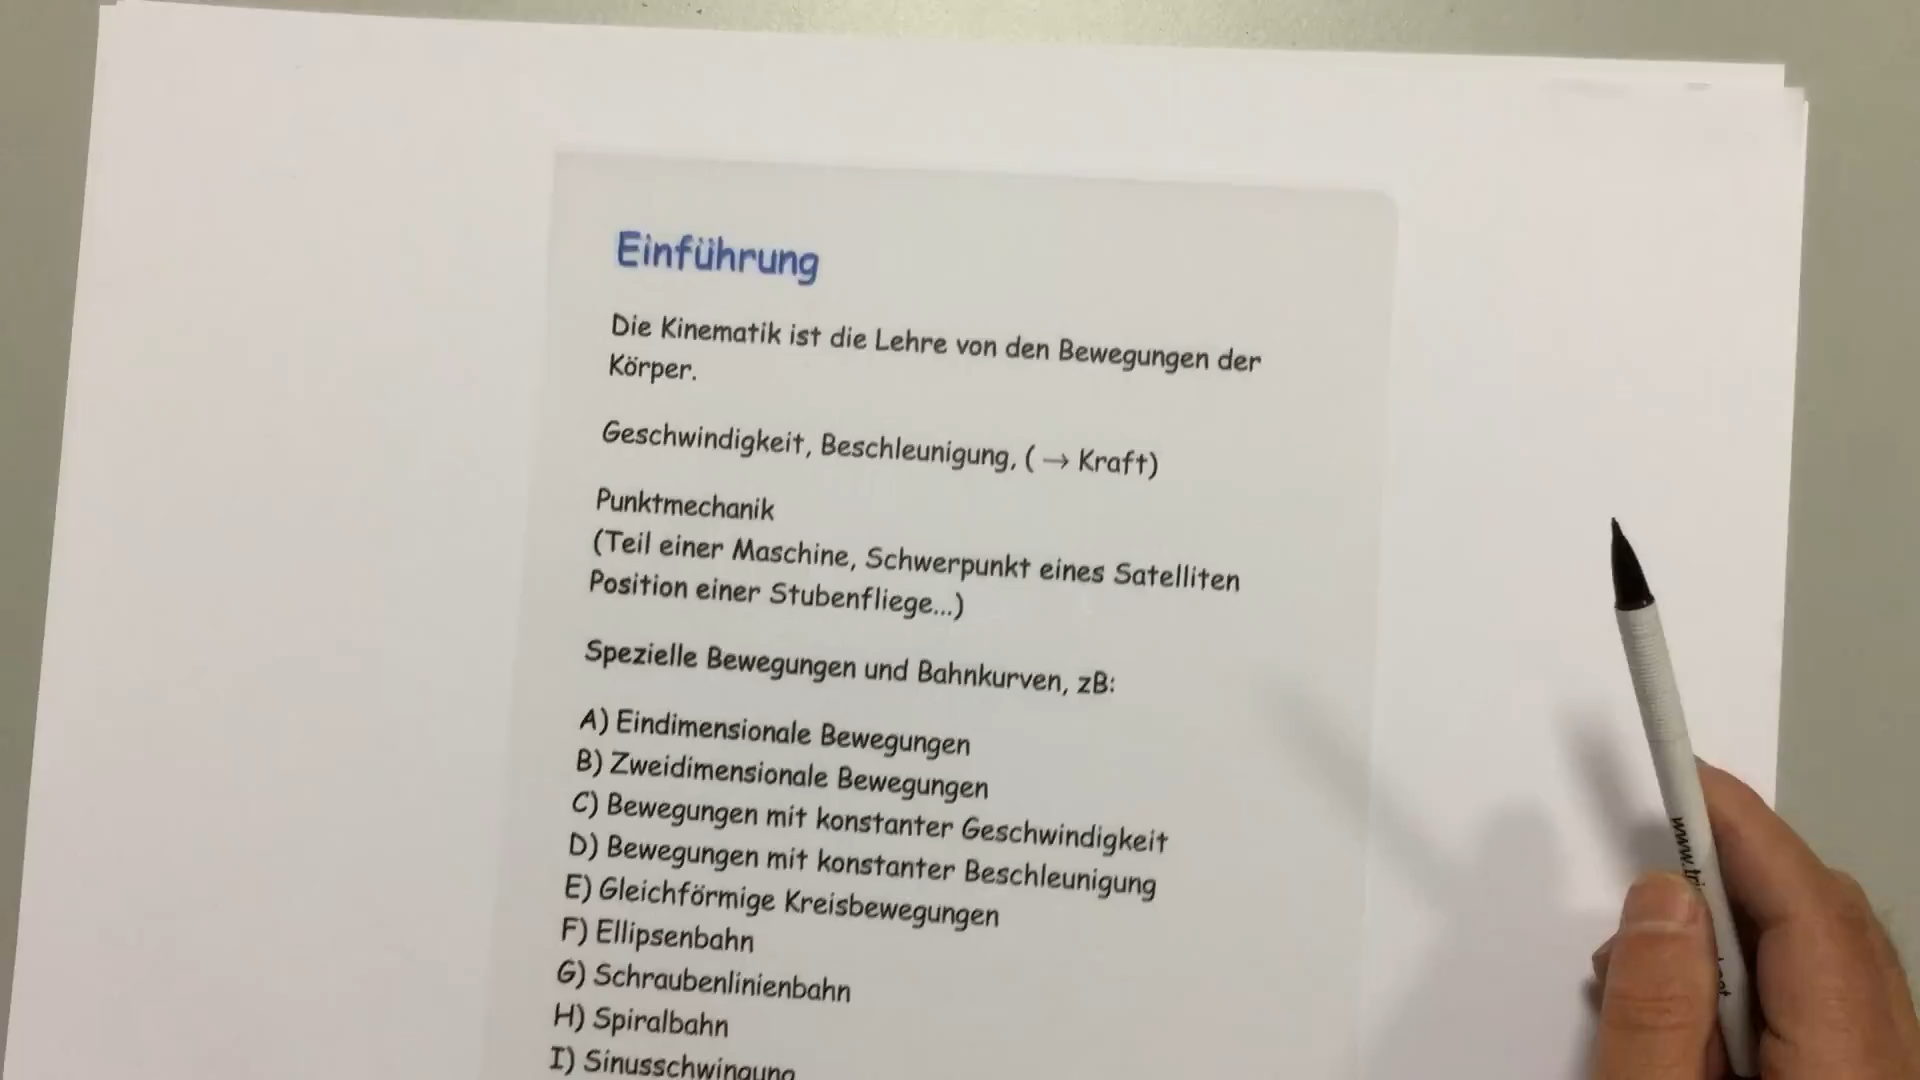 Einführung
Die Kinematik ist die Lehre von den Bewegungen der
Körper.
Geschwindigkeit, Beschleunigung, ( → Kraft)
Punktmechanik
(Teil einer Maschine, Schwerpunkt eines Satelliten
Position einer Stubenfliege...)
Spezielle Bewegungen und Bahnkurven, zB:
A) Eindimensionale Bewegungen
B) Zweidimensionale Bewegungen
C) Bewegungen mit konstanter Geschwindigkeit
D) Bewegungen mit konstanter Beschleunigung
E) Gleichförmige Kreisbewegungen
F) Ellipsenbahn
G) Schraubenlinienbahn
H) Spiralbahn
I) Sinusschwingung